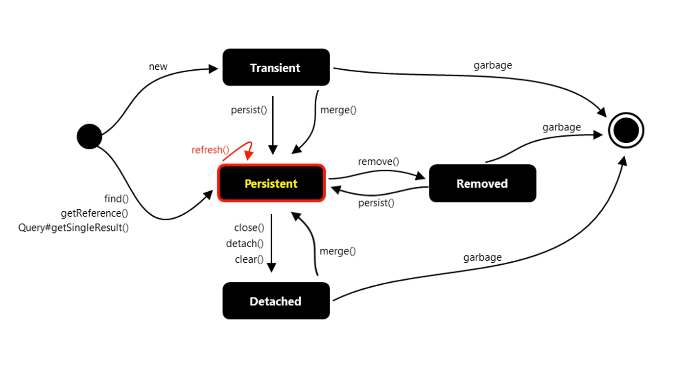 new
Transient
garbage
persist()
merge()
refresh()
garbage
remove()
Persistent
Removed
persist()
find()
getReference()
Query#getSingleResult()
close()
detach()
clear()
merge()
garbage
Detached